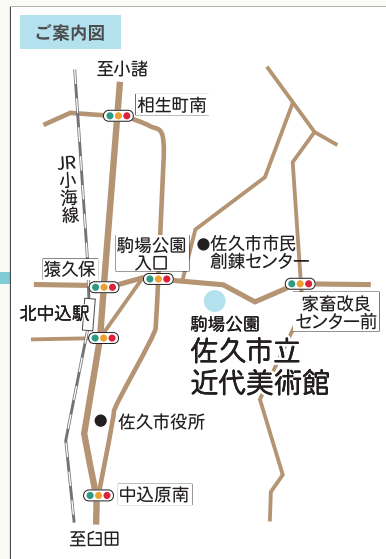 ご案内図
至小諸
相生町南
JR小海線
駒場公園
入口
佐久市市民
創錬センター
猿久保
北中込駅
家畜改良
センター前
駒場公園
佐久市立
近代美術館
佐久市役所
中込原南
至臼田